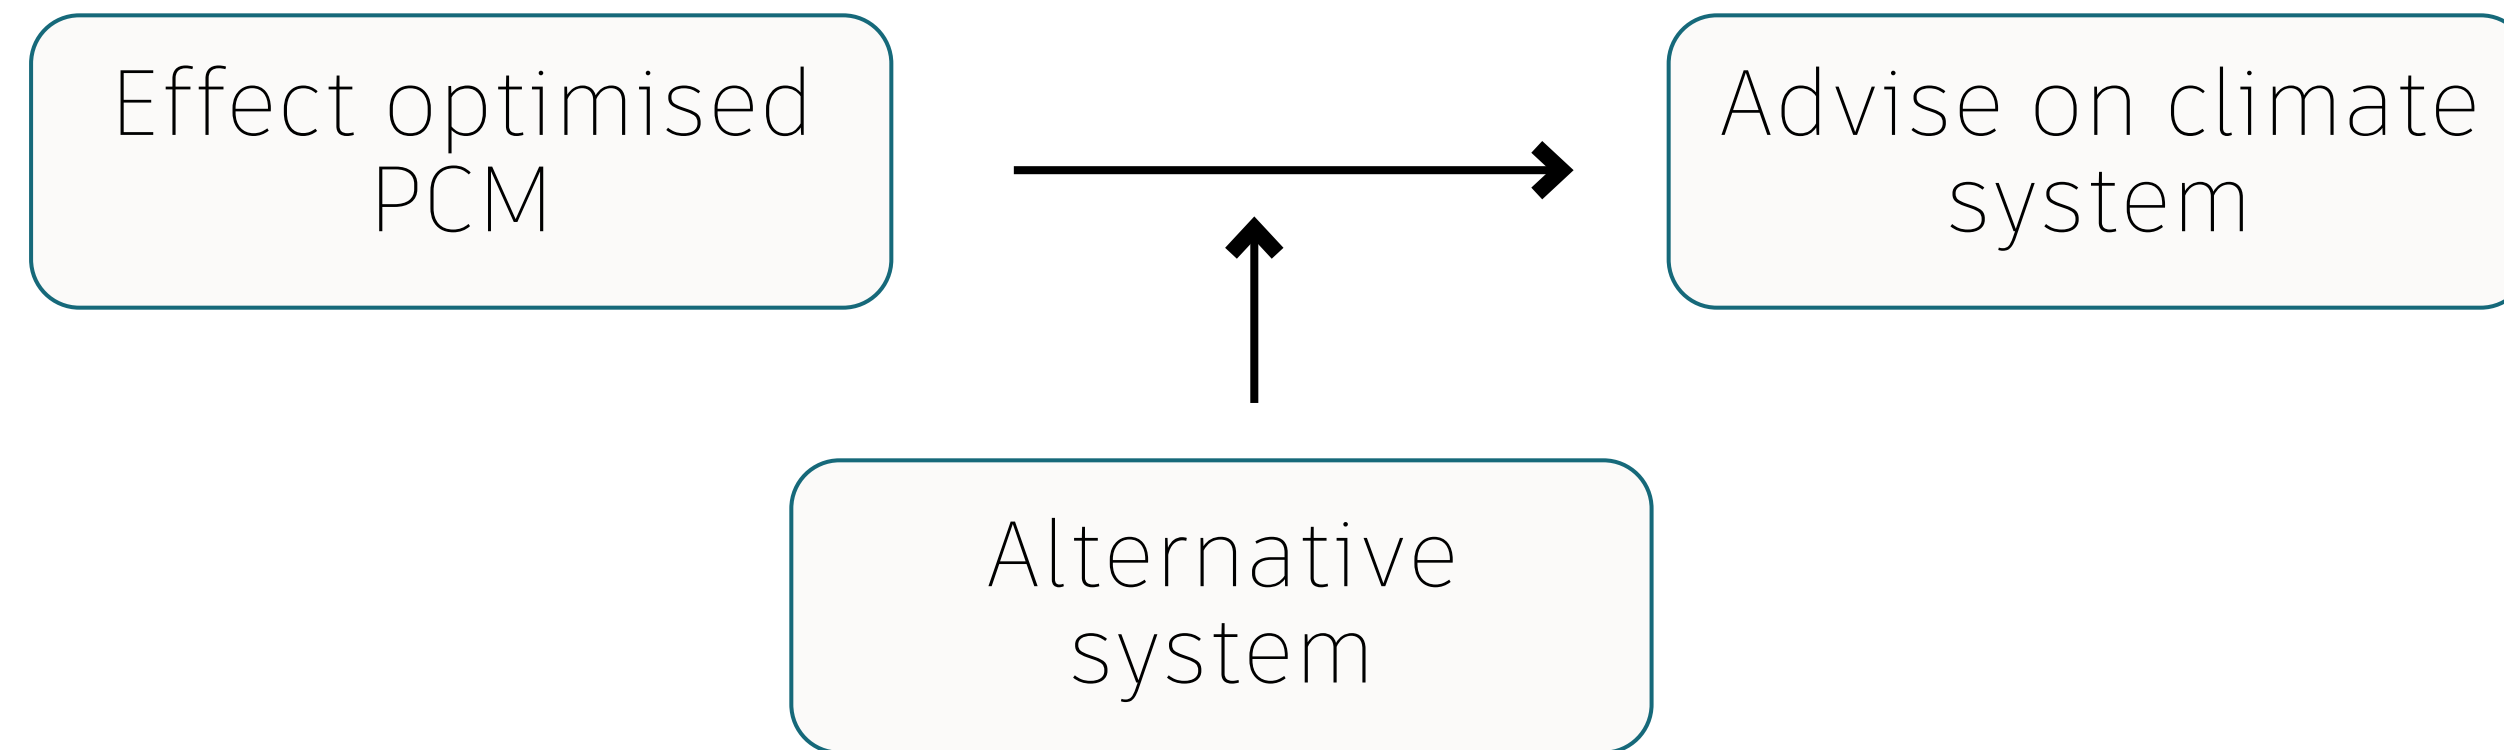 Effect optimised
PCM
Advise on climate
system
Alternative
system